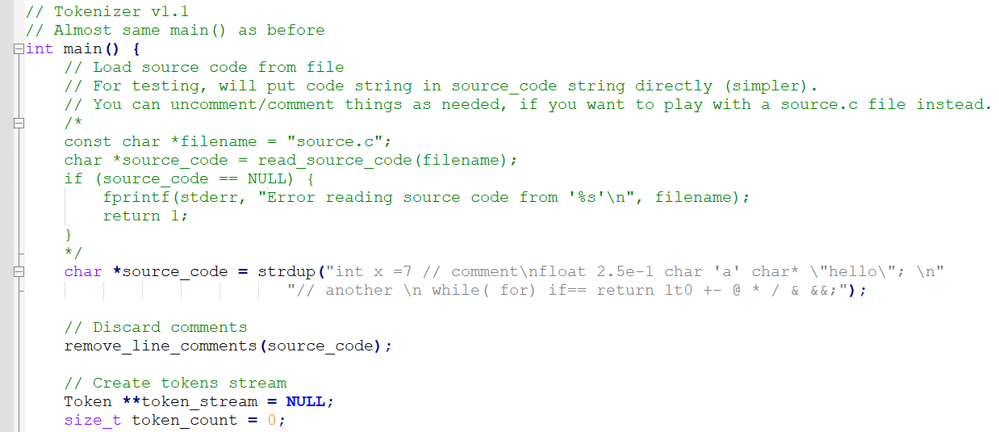 // Tokenizer v1.1
// Almost same main() as before
int main() {
    // Load source code from file
    // For testing, will put code string in source_code string directly (simpler).
    // You can uncomment/comment things as needed, if you want to play with a source.c file instead.
    /*
    const char *filename = "source.c";
    char *source_code = read_source_code(filename);
    if (source_code == NULL) {
        fprintf(stderr, "Error reading source code from '%s'\n", filename);
        return 1;
    }
    */
    char *source_code = strdup("int x =7 // comment\nfloat 2.5e-1 char 'a' char* \"hello\"; \n"
                           "// another \n while( for) if== return 1t0 +- @ * / & &&;");

    // Discard comments
    remove_line_comments(source_code);

    // Create tokens stream
    Token **token_stream = NULL;
    size_t token_count = 0;